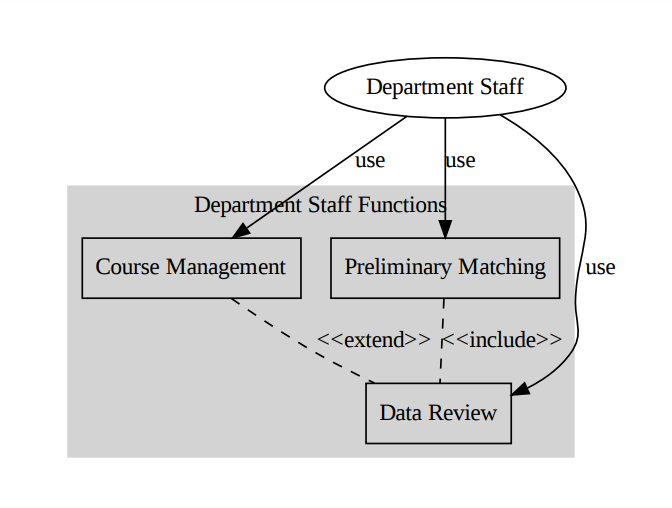 Department Staff
use
use
Department Staff Functions
Course Management
Preliminary Matching
use
<<extend>>
<<include>>
Data Review